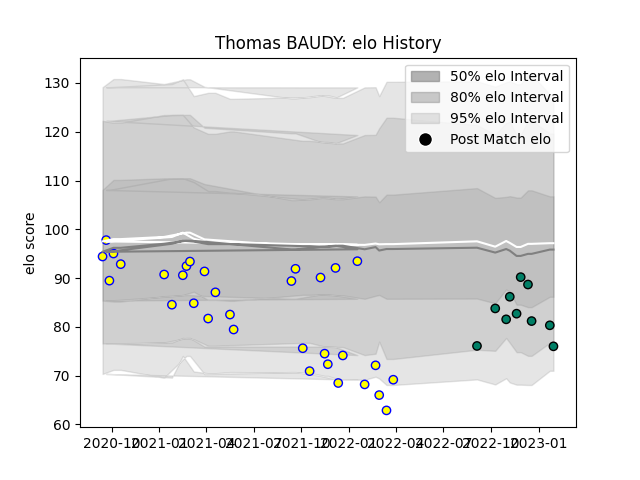 Thomas BAUDY: elo History
50% elo Interval
80% elo Interval
95% elo Interval
Post Match elo
elo score
130
120
110
100
90
80
70
60
2020-10 2021-01 2021-04 2021-07 2021-10 2022-01 2022-04 2022-07 2022-10 2023-01